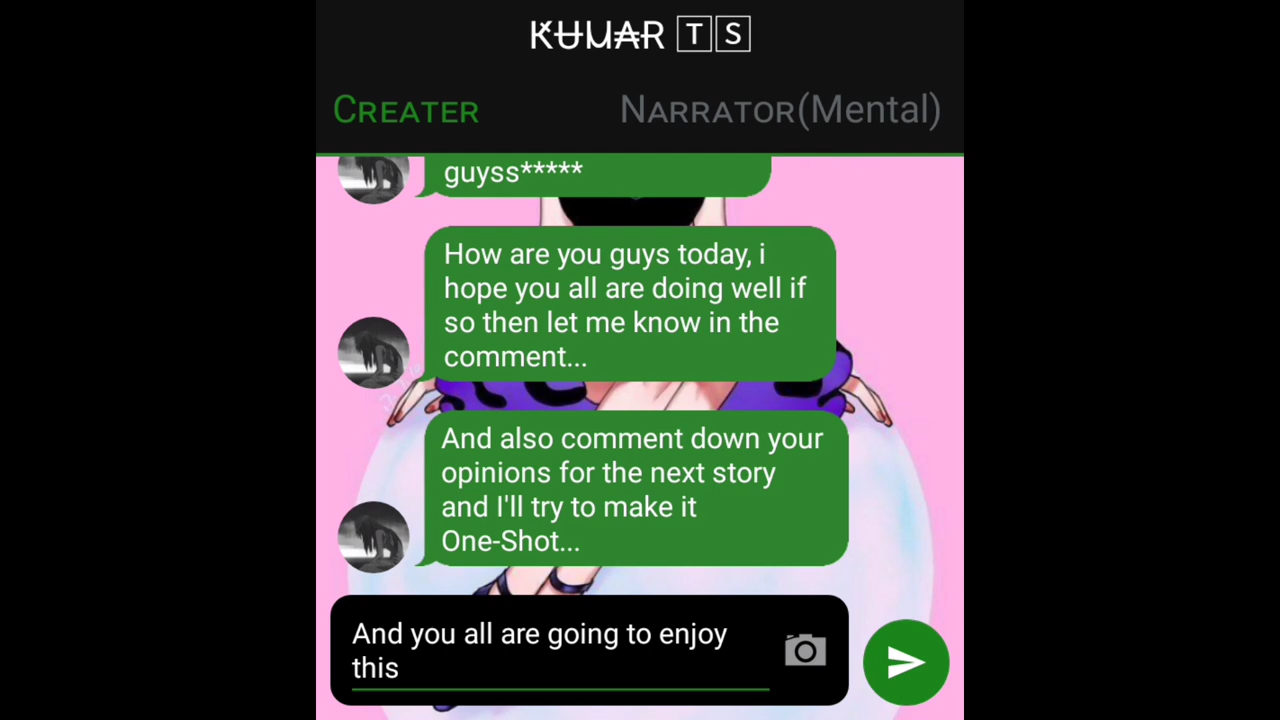 KUMAR 🅃🅂
CREATER
NARRATOR(Mental)
guyss*****
How are you guys today, i
hope you all are doing well if
so then let me know in the
comment...
And also comment down your
opinions for the next story
and I'll try to make it
One-Shot...
And you all are going to enjoy
this